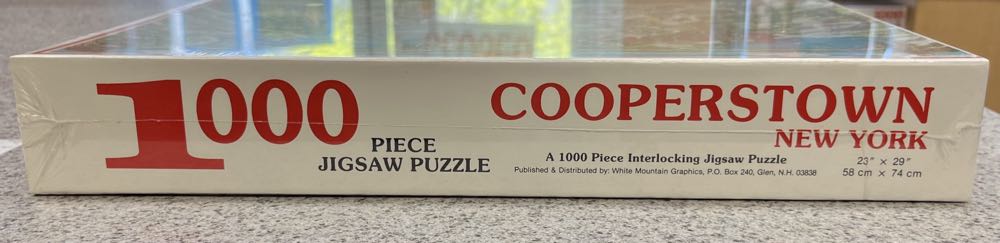 1000
PIECE
JIGSAW PUZZLE
COOPERSTOWN
NEW YORK
A 1000 Piece Interlocking Jigsaw Puzzle
Published & Distributed by: White Mountain Graphics, P.O. Box 240, Glen, N.H. 03838
23" × 29"
58 cm × 74 cm